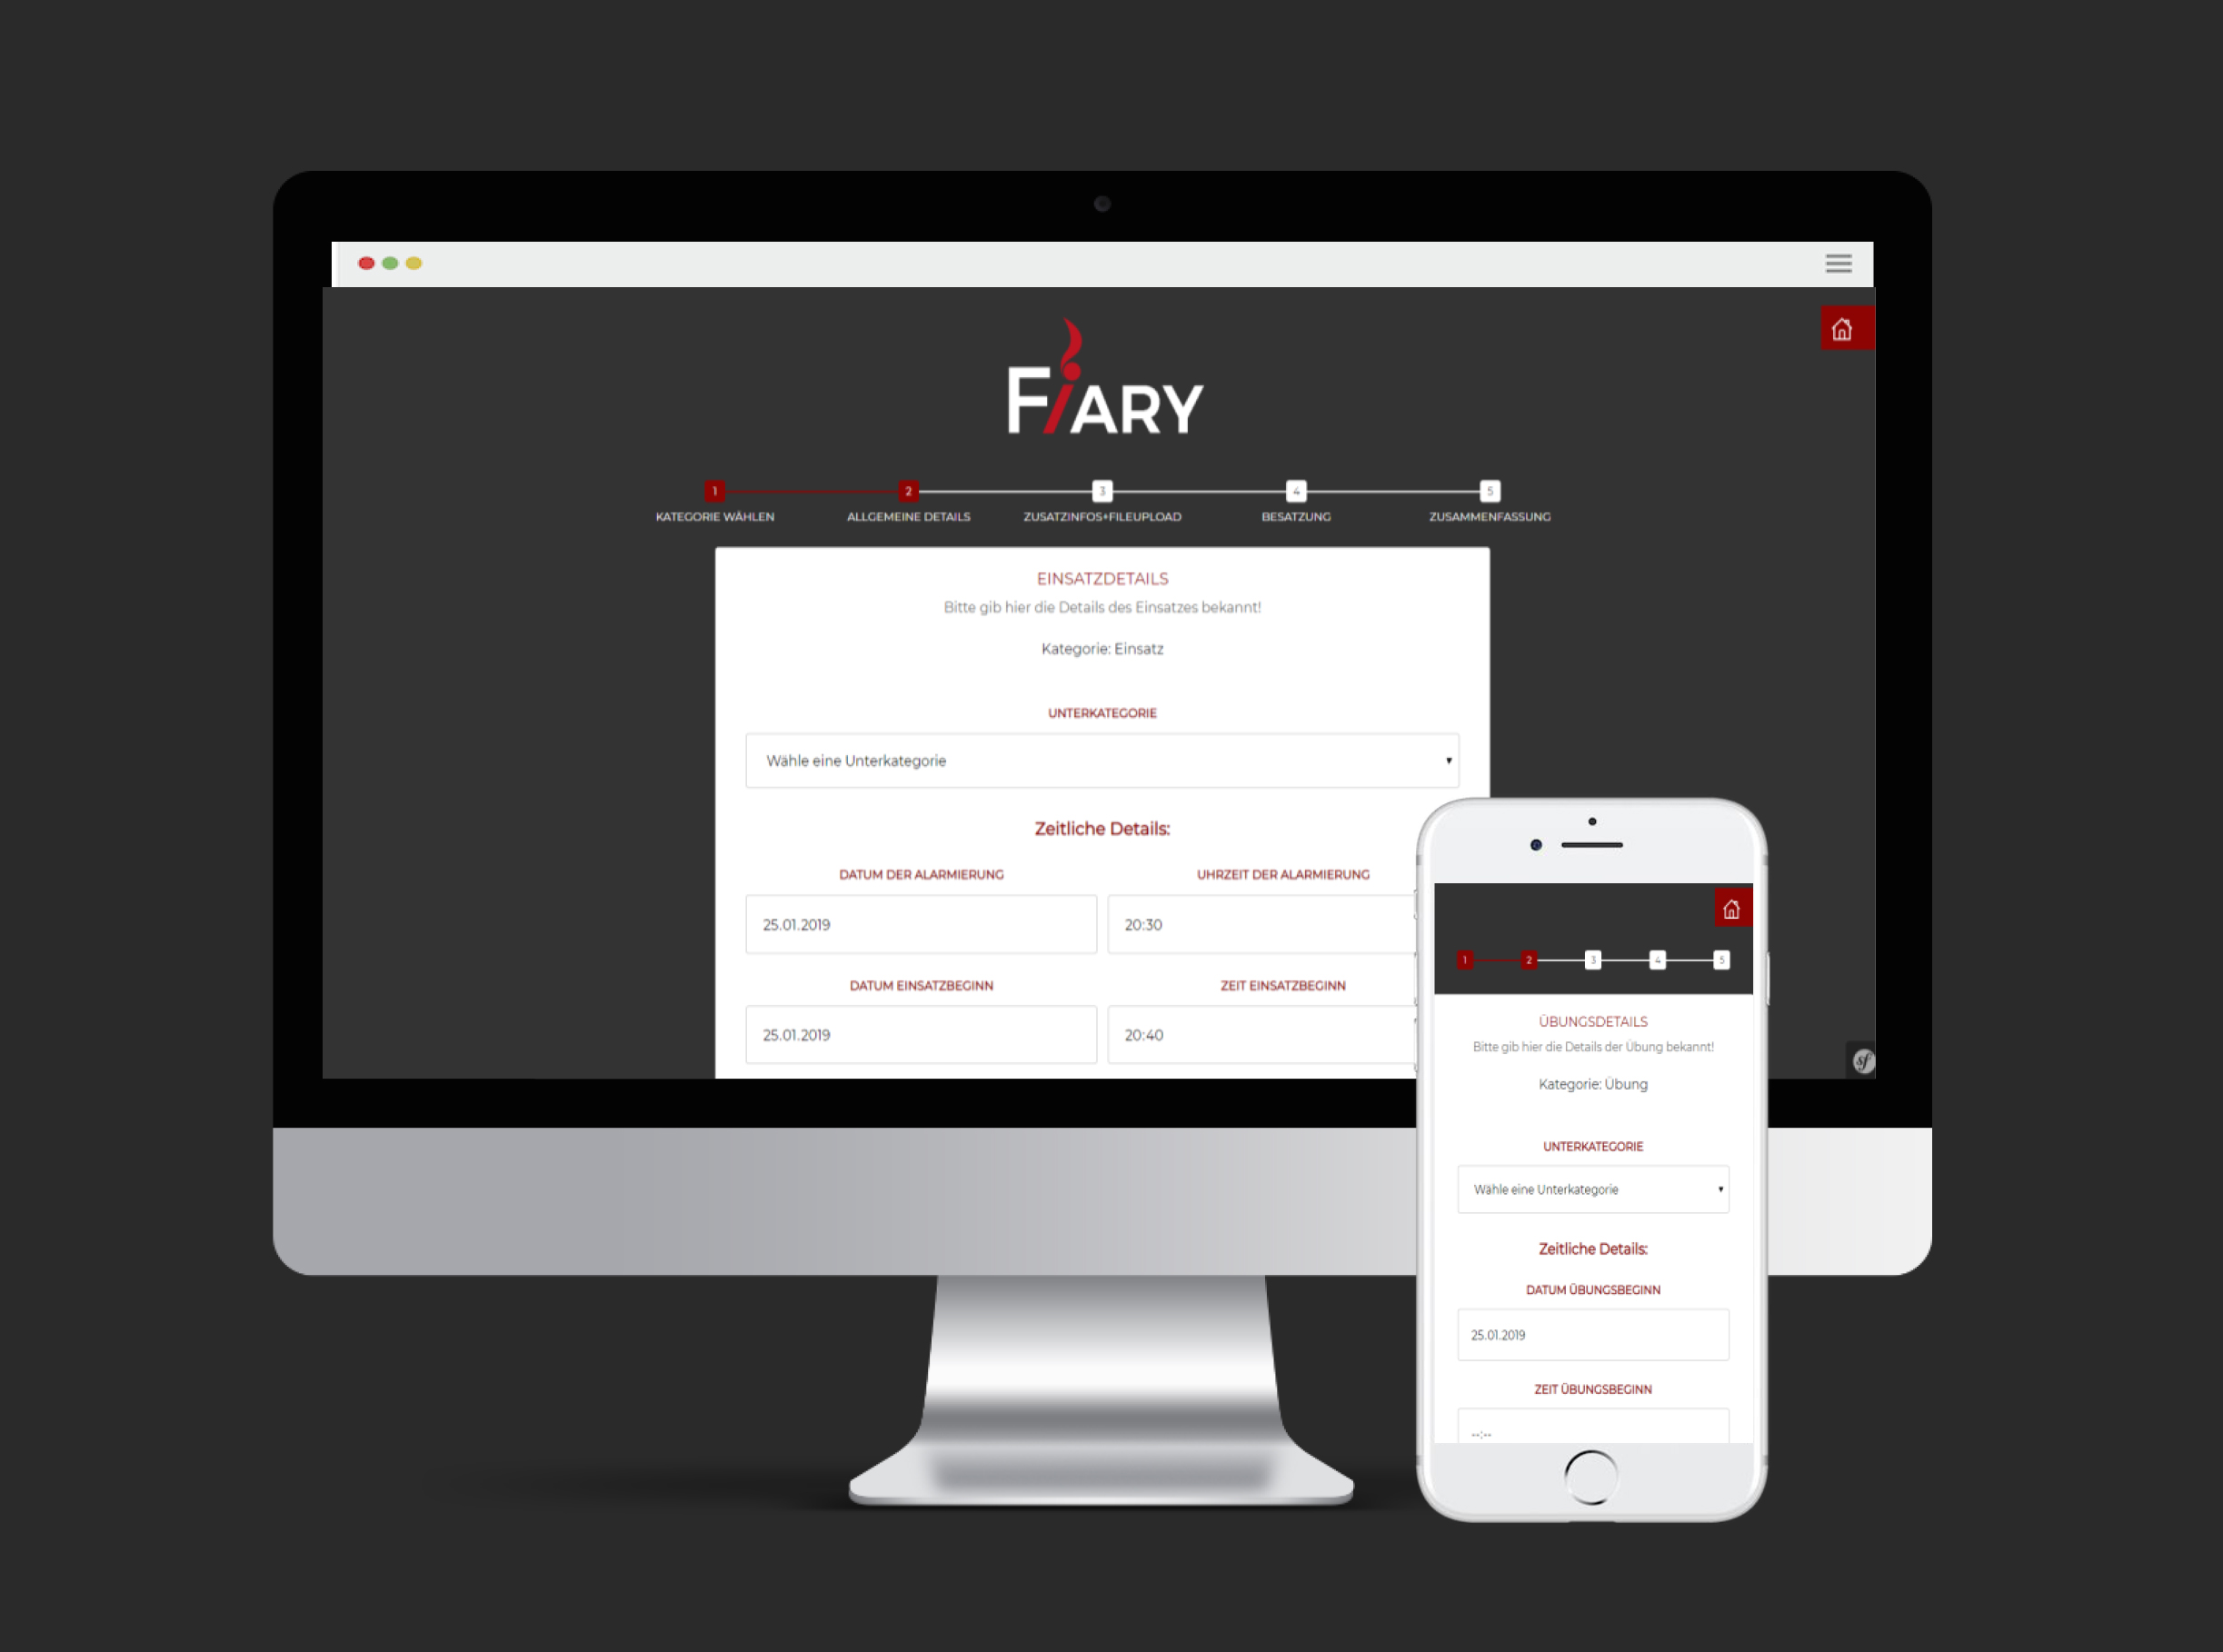 FiARY
1 2 3 4 5
KATEGORIE WÄHLEN ALLGEMEINE DETAILS ZUSATZINFOS+FILEUPLOAD BESATZUNG ZUSAMMENFASSUNG
EINSATZDETAILS
Bitte gib hier die Details des Einsatzes bekannt!
Kategorie: Einsatz
UNTERKATEGORIE
Wähle eine Unterkategorie
Zeitliche Details:
DATUM DER ALARMIERUNG UHRZEIT DER ALARMIERUNG
25.01.2019 20:30
DATUM EINSATZBEGINN ZEIT EINSATZBEGINN
25.01.2019 20:40
sf
1 2 3 4 5
ÜBUNGSDETAILS
Bitte gib hier die Details der Übung bekannt!
Kategorie: Übung
UNTERKATEGORIE
Wähle eine Unterkategorie
Zeitliche Details:
DATUM ÜBUNGSBEGINN
25.01.2019
ZEIT ÜBUNGSBEGINN
--:--